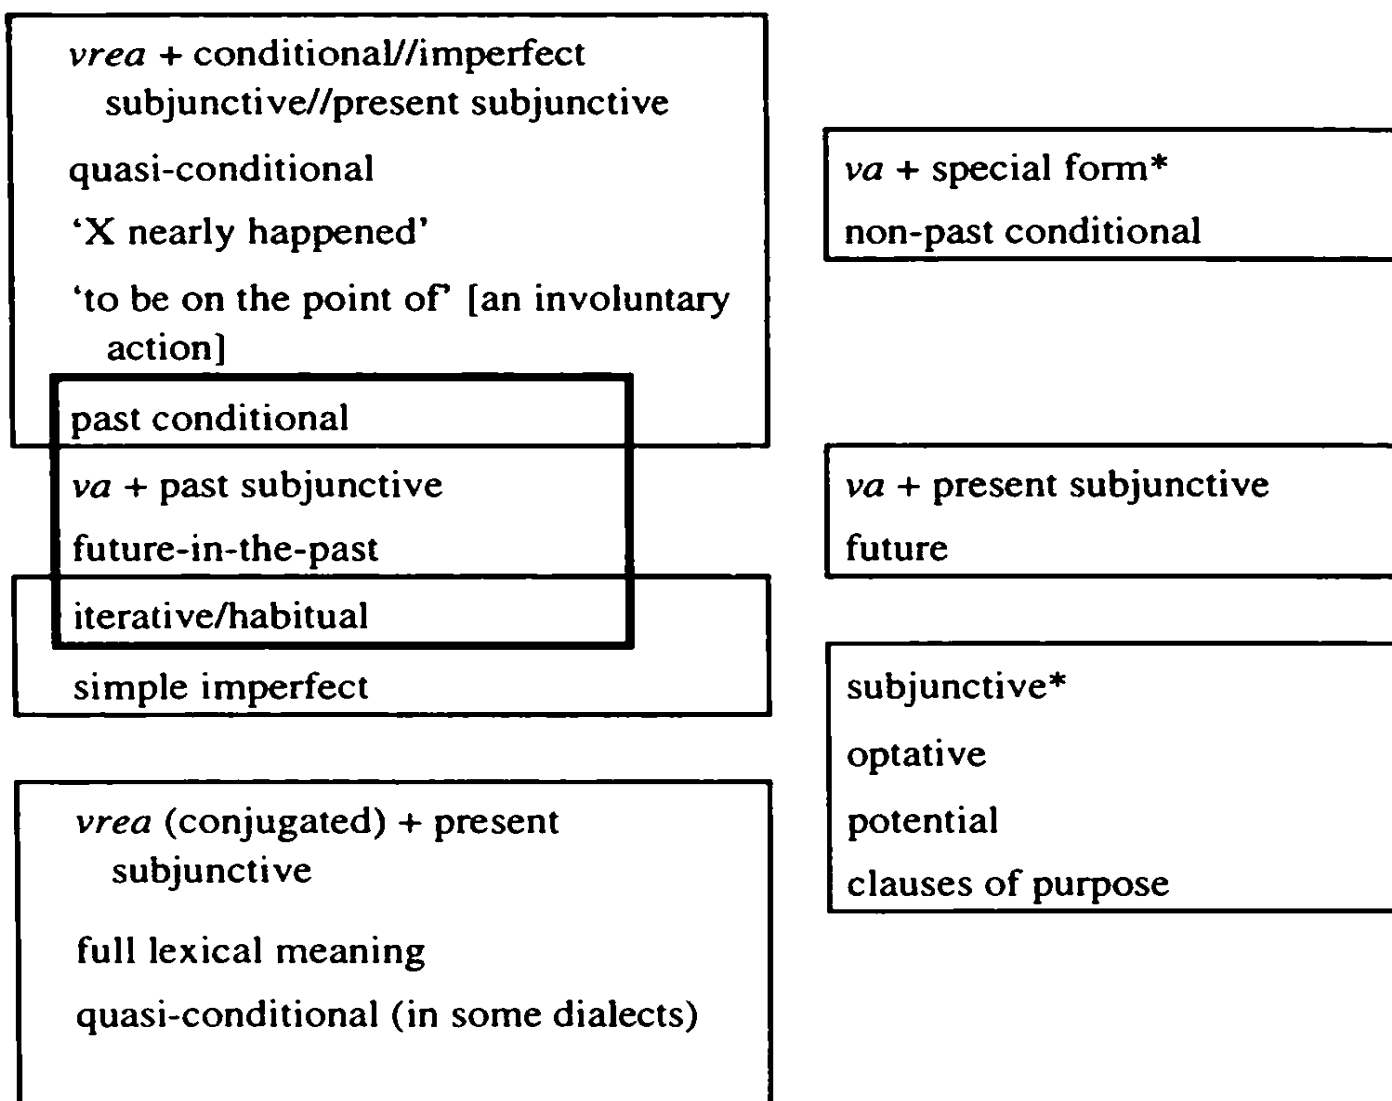 vrea + conditional//imperfect
subjunctive//present subjunctive
quasi-conditional
‘X nearly happened’
‘to be on the point of’ [an involuntary
action]
past conditional
va + past subjunctive
future-in-the-past
iterative/habitual
simple imperfect
vrea (conjugated) + present
subjunctive
full lexical meaning
quasi-conditional (in some dialects)
va + special form*
non-past conditional
va + present subjunctive
future
subjunctive*
optative
potential
clauses of purpose